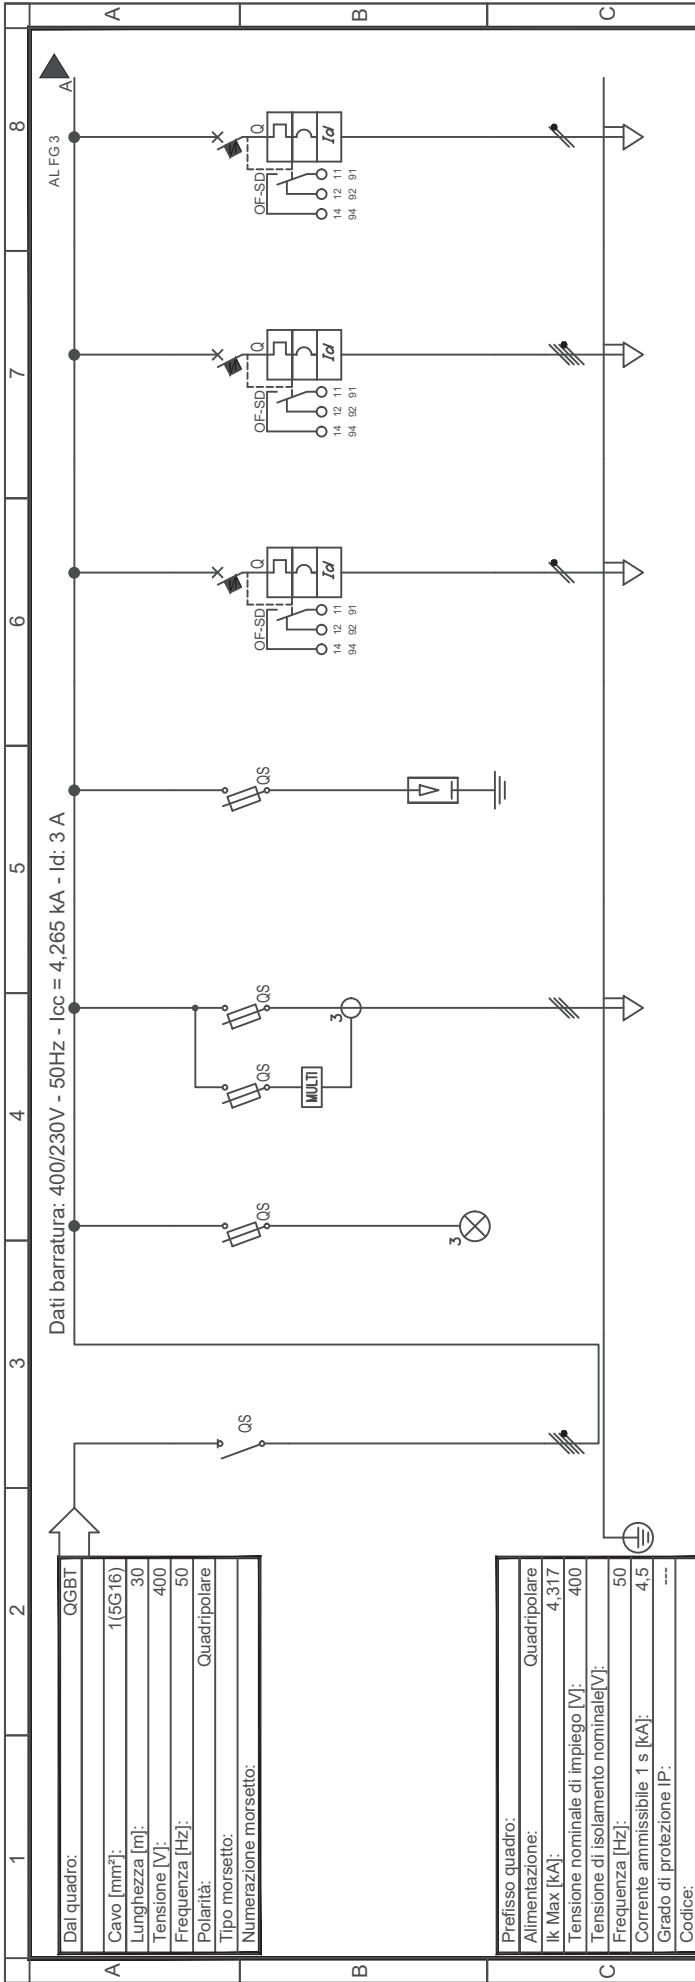 1 2 3 4 5 6 7 8
A
B
C
A
B
C
Dal quadro: QGBT
Cavo [mm²]: 1(5G16)
Lunghezza [m]: 30
Tensione [V]: 400
Frequenza [Hz]: 50
Polarità: Quadripolare
Tipo morsetto:
Numerazione morsetto:
Prefisso quadro:
Alimentazione: Quadripolare
Ik Max [kA]: 4,317
Tensione nominale di impiego [V]: 400
Tensione di isolamento nominale[V]:
Frequenza [Hz]: 50
Corrente ammissibile 1 s [kA]: 4,5
Grado di protezione IP: ---
Codice:
Dati barratura: 400/230V - 50Hz - Icc = 4,265 kA - Id: 3 A
AL FG 3
A
QS
QS
3
QS
QS
MULTI
3
QS
OF-SD
Q
Id
14 12 11
94 92 91
OF-SD
Q
Id
14 12 11
94 92 91
OF-SD
Q
Id
14 12 11
94 92 91